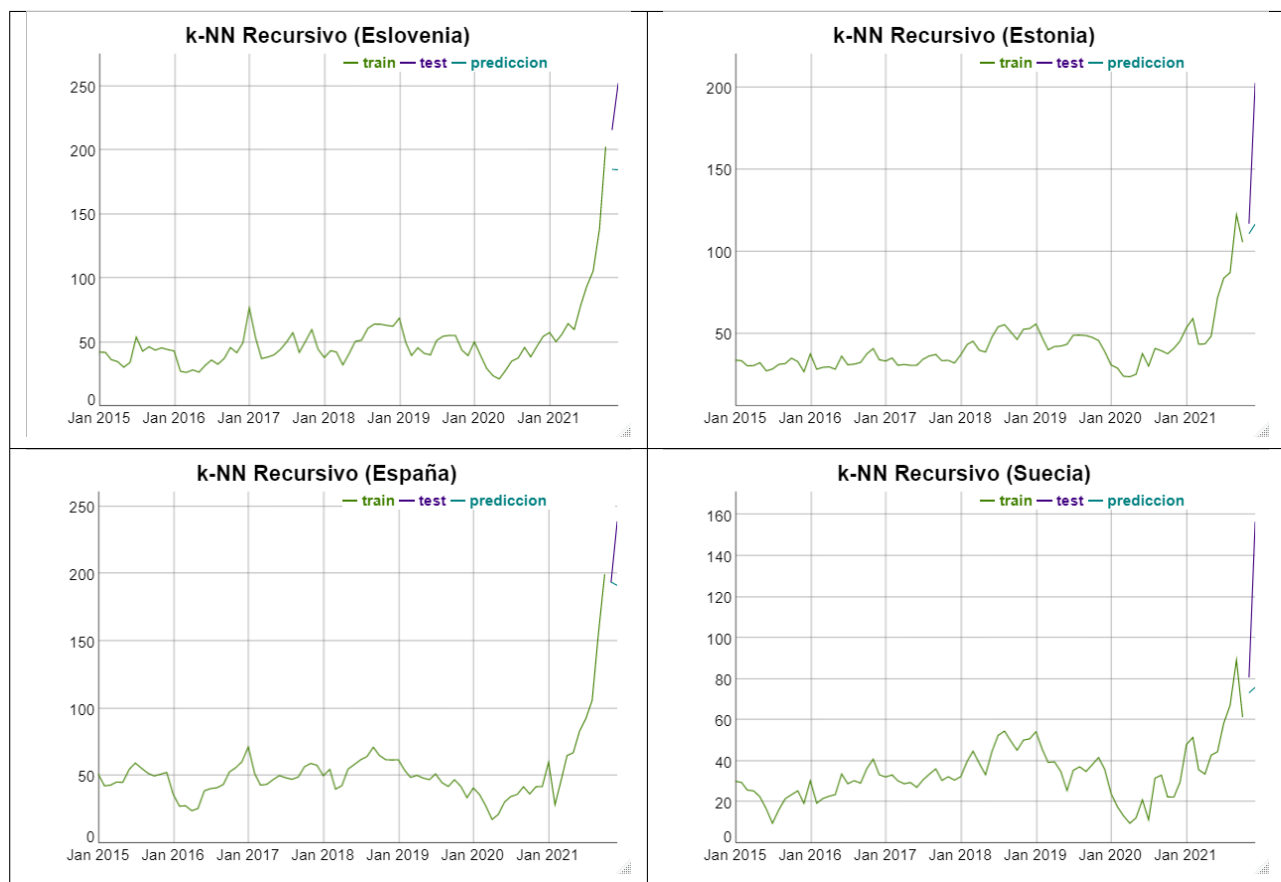 k-NN Recursivo (Eslovenia)
train test prediccion
250
200
150
100
50
0
Jan 2015 Jan 2016 Jan 2017 Jan 2018 Jan 2019 Jan 2020 Jan 2021
k-NN Recursivo (Estonia)
train test prediccion
200
150
100
50
Jan 2015 Jan 2016 Jan 2017 Jan 2018 Jan 2019 Jan 2020 Jan 2021
k-NN Recursivo (España)
train test prediccion
250
200
150
100
50
0
Jan 2015 Jan 2016 Jan 2017 Jan 2018 Jan 2019 Jan 2020 Jan 2021
k-NN Recursivo (Suecia)
train test prediccion
160
140
120
100
80
60
40
20
0
Jan 2015 Jan 2016 Jan 2017 Jan 2018 Jan 2019 Jan 2020 Jan 2021